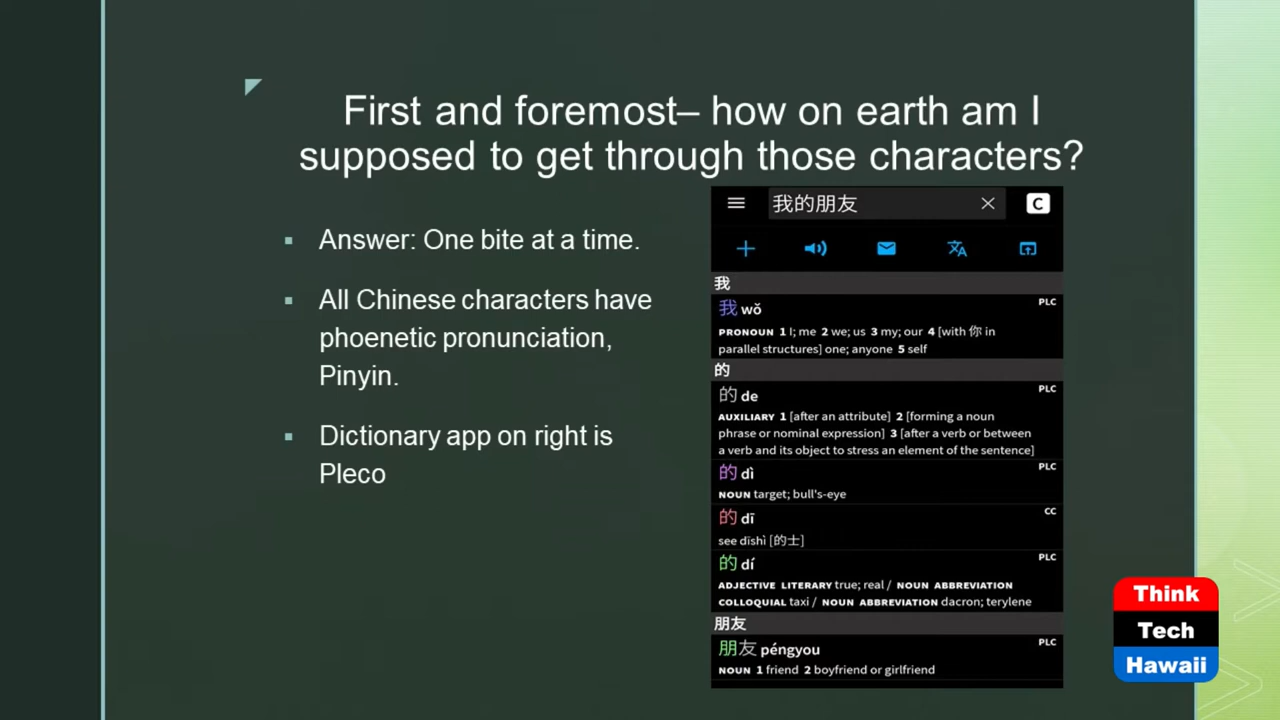 First and foremost– how on earth am I
supposed to get through those characters?
▪ Answer: One bite at a time.
▪ All Chinese characters have
phoenetic pronunciation,
Pinyin.
▪ Dictionary app on right is
Pleco
我的朋友
C
我
我 wǒ PLC
PRONOUN 1 I; me 2 we; us 3 my; our 4 [with 你 in
parallel structures] one; anyone 5 self
的
的 de PLC
AUXILIARY 1 [after an attribute] 2 [forming a noun
phrase or nominal expression] 3 [after a verb or between
a verb and its object to stress an element of the sentence]
的 dì PLC
NOUN target; bull's-eye
的 dī CC
see dīshì [的士]
的 dí PLC
ADJECTIVE LITERARY true; real / NOUN ABBREVIATION
COLLOQUIAL taxi / NOUN ABBREVIATION dacron; terylene
朋友
朋友 péngyou PLC
NOUN 1 friend 2 boyfriend or girlfriend
Think
Tech
Hawaii